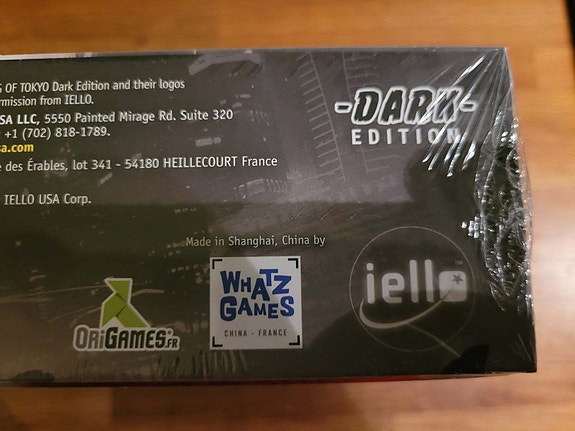 OF TOKYO Dark Edition and their logos
ermission from IELLO.
SA LLC, 5550 Painted Mirage Rd. Suite 320
+1 (702) 818-1789.
sa.com
e des Érables, lot 341 - 54180 HEILLECOURT France
IELLO USA Corp.
-DARK-
EDITION
Made in Shanghai, China by
ORIGAMES.FR
WHATZ
GAMES
CHINA - FRANCE
iello